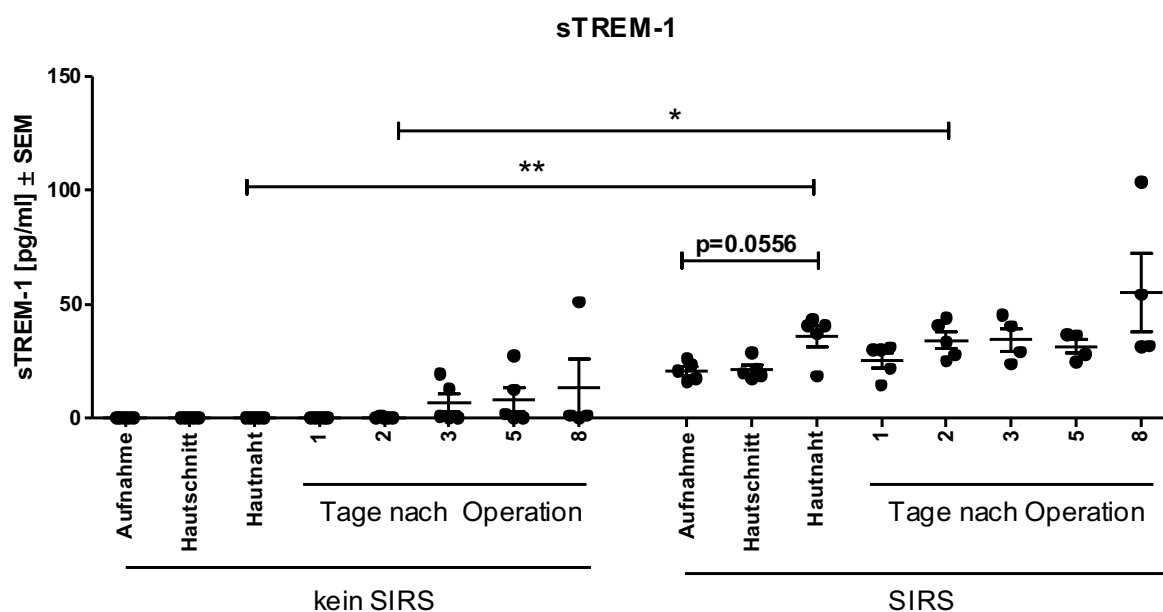 sTREM-1
sTREM-1 [pg/ml] ± SEM
150
100
50
0
*
**
p=0.0556
Aufnahme
Hautschnitt
Hautnaht
1
2
3
5
8
Aufnahme
Hautschnitt
Hautnaht
1
2
3
5
8
Tage nach Operation
Tage nach Operation
kein SIRS
SIRS